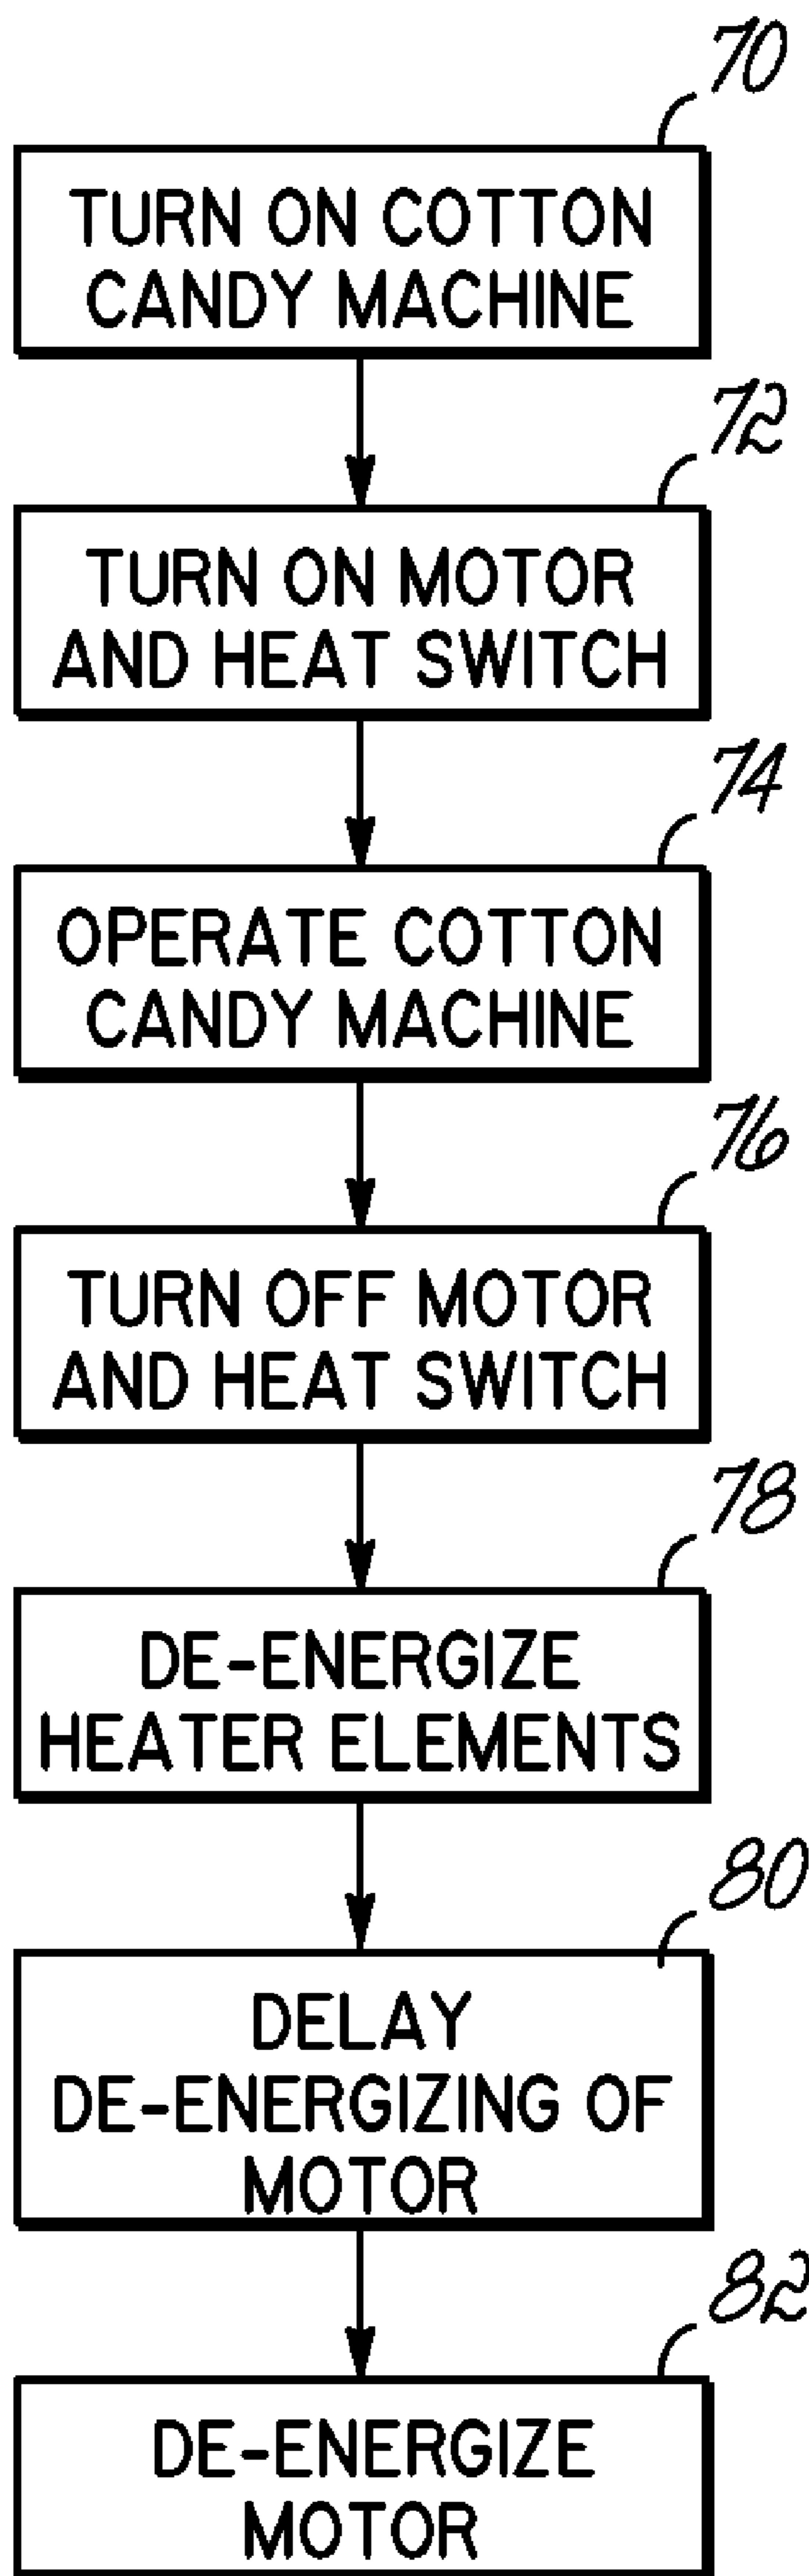 70
TURN ON COTTON
CANDY MACHINE
72
TURN ON MOTOR
AND HEAT SWITCH
74
OPERATE COTTON
CANDY MACHINE
76
TURN OFF MOTOR
AND HEAT SWITCH
78
DE-ENERGIZE
HEATER ELEMENTS
80
DELAY
DE-ENERGIZING OF
MOTOR
82
DE-ENERGIZE
MOTOR